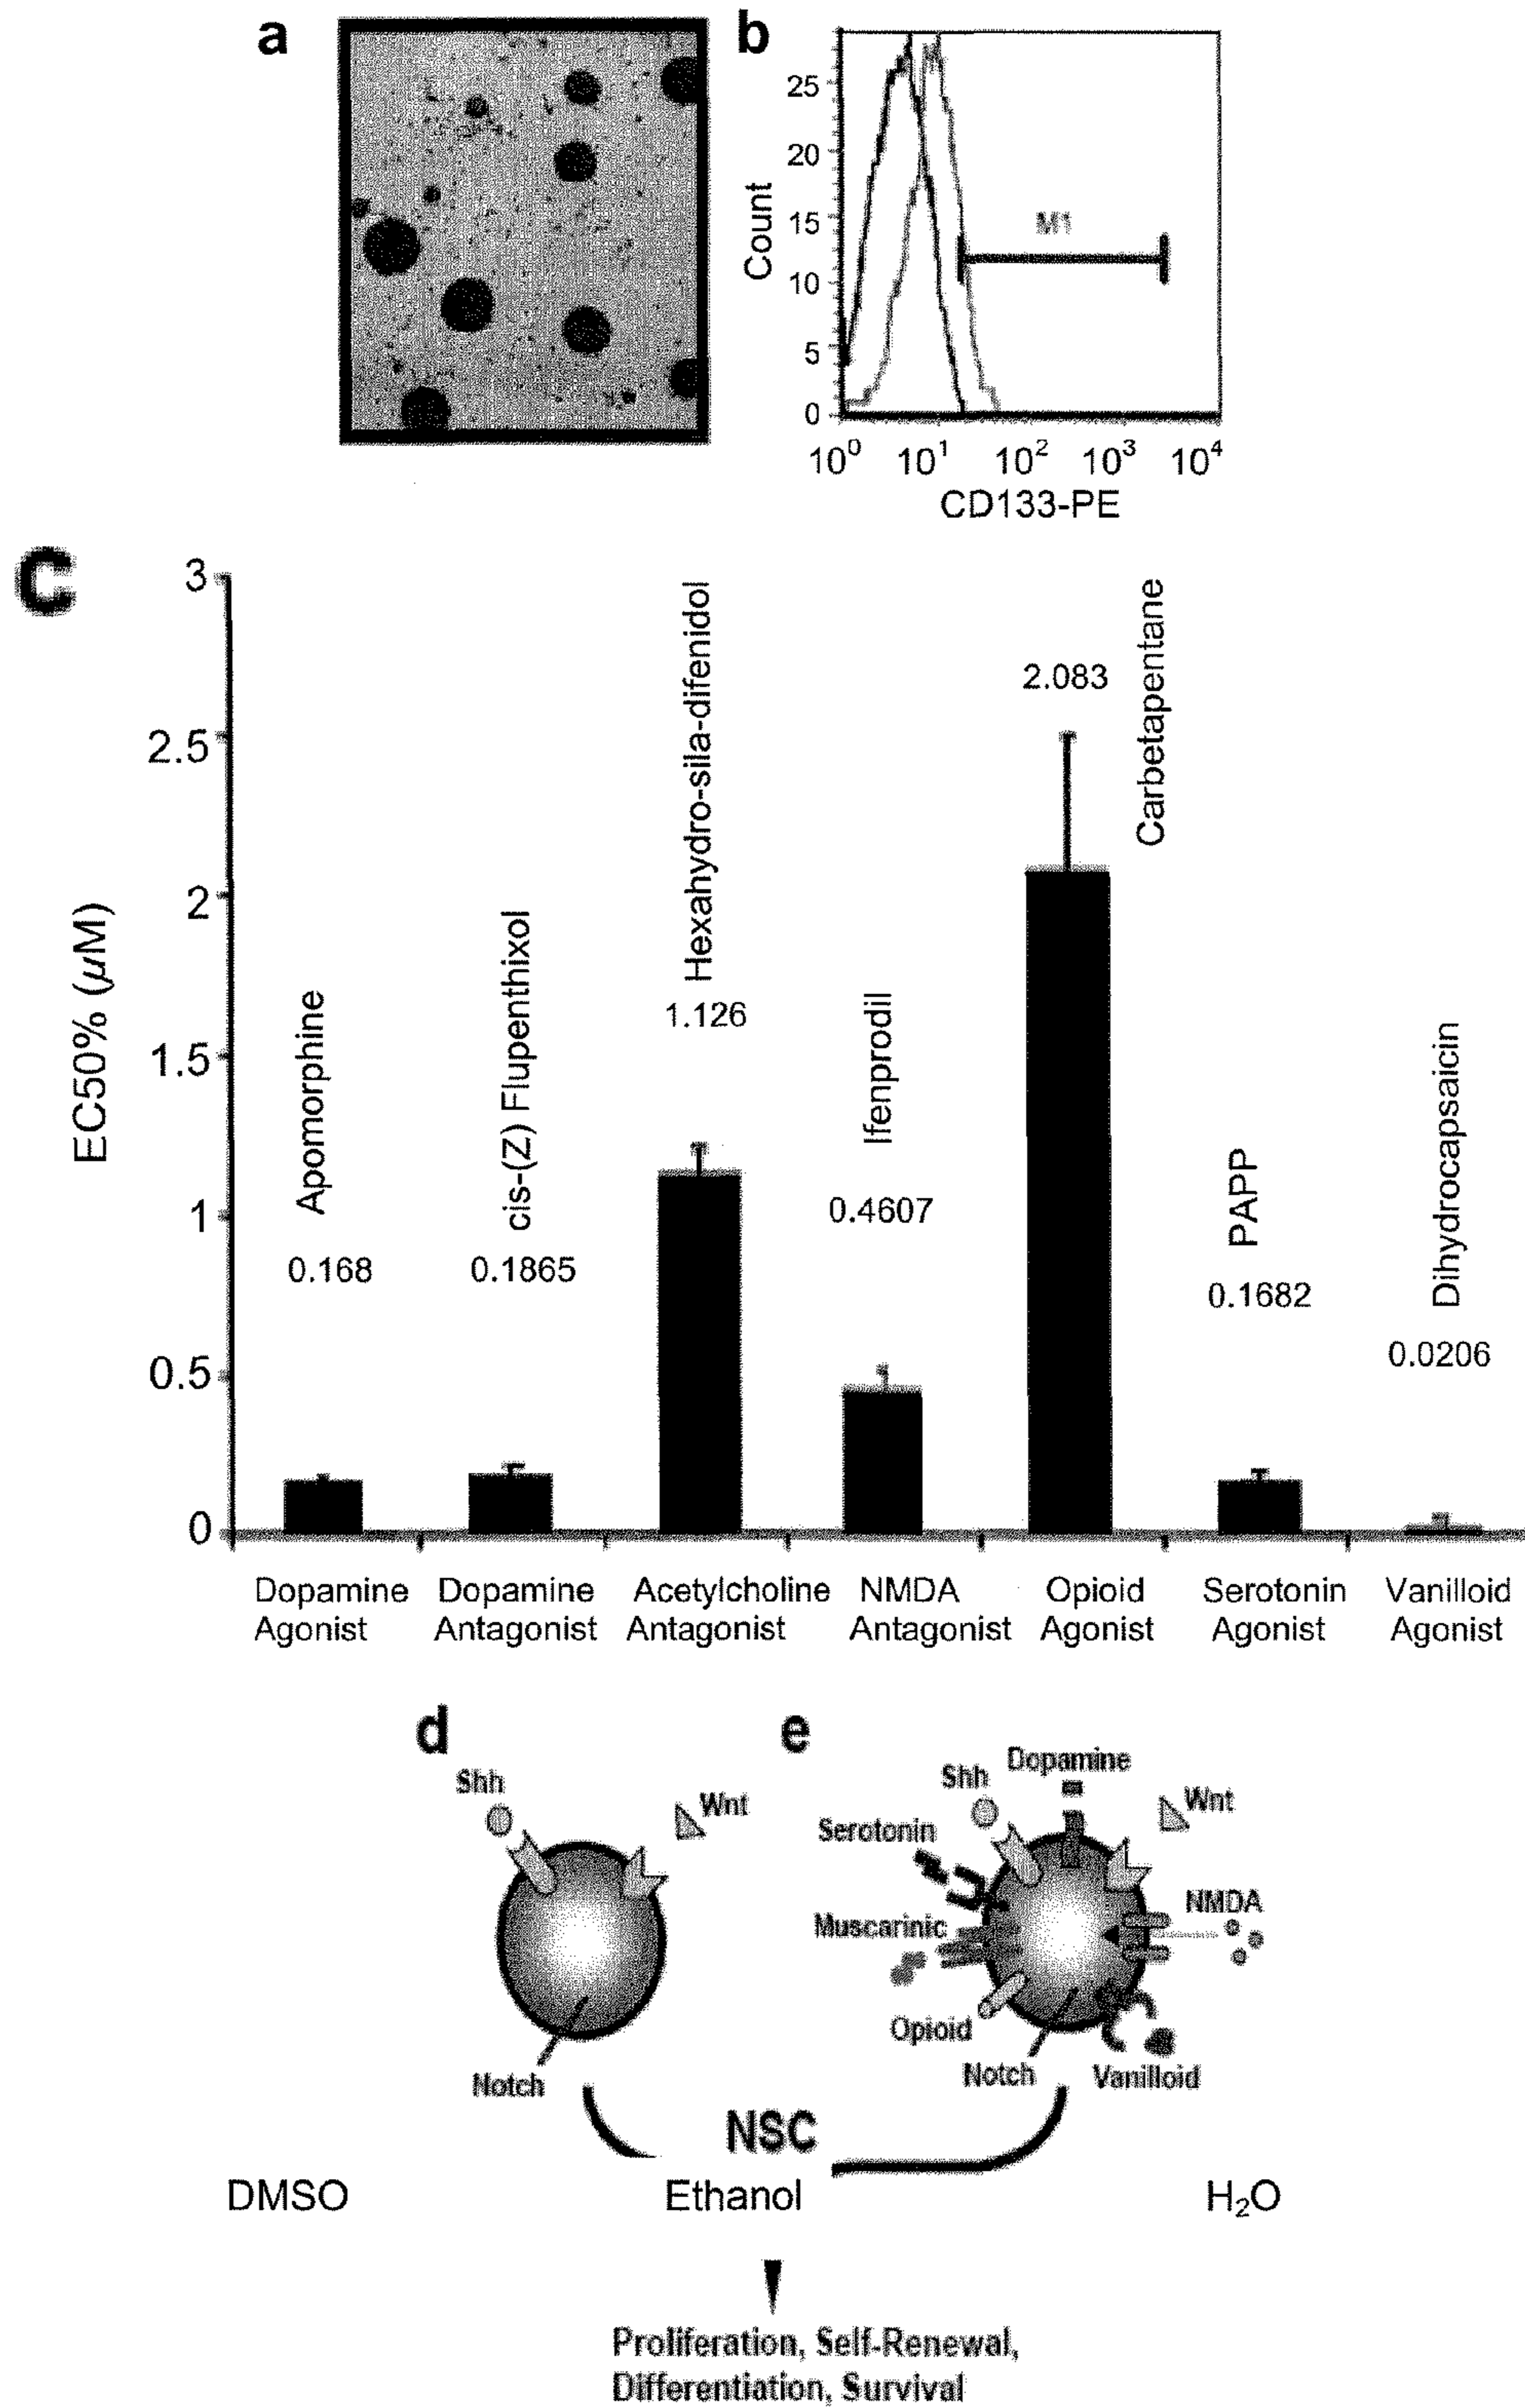 a
b
25
20
15
10
5
0
Count
M1
10⁰ 10¹ 10² 10³ 10⁴
CD133-PE
C
3
2.5
2
1.5
1
0.5
0
EC50% (µM)
Apomorphine
0.168
cis-(Z) Flupenthixol
0.1865
Hexahydro-sila-difenidol
1.126
Ifenprodil
0.4607
2.083
Carbetapentane
PAPP
0.1682
Dihydrocapsaicin
0.0206
Dopamine
Agonist
Dopamine
Antagonist
Acetylcholine
Antagonist
NMDA
Antagonist
Opioid
Agonist
Serotonin
Agonist
Vanilloid
Agonist
d
Shh
Wnt
Notch
e
Dopamine
Shh
Wnt
Serotonin
NMDA
Muscarinic
Opioid
Notch
Vanilloid
NSC
DMSO Ethanol H₂O
Proliferation, Self-Renewal,
Differentiation, Survival